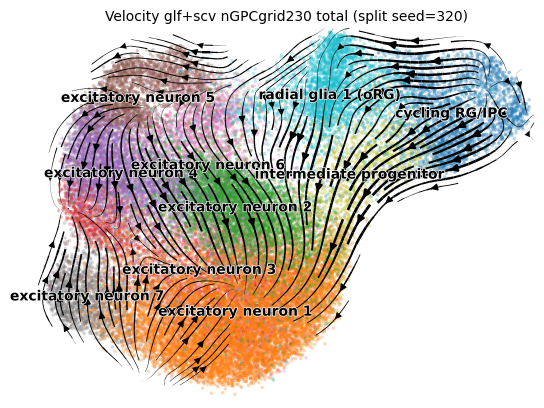 Velocity glf+scv nGPCgrid230 total (split seed=320)
radial glia 1 (oRG)
excitatory neuron 5
cycling RG/IPC
excitatory neuron 6
excitatory neuron 4
intermediate progenitor
excitatory neuron 2
excitatory neuron 3
excitatory neuron 7
excitatory neuron 1